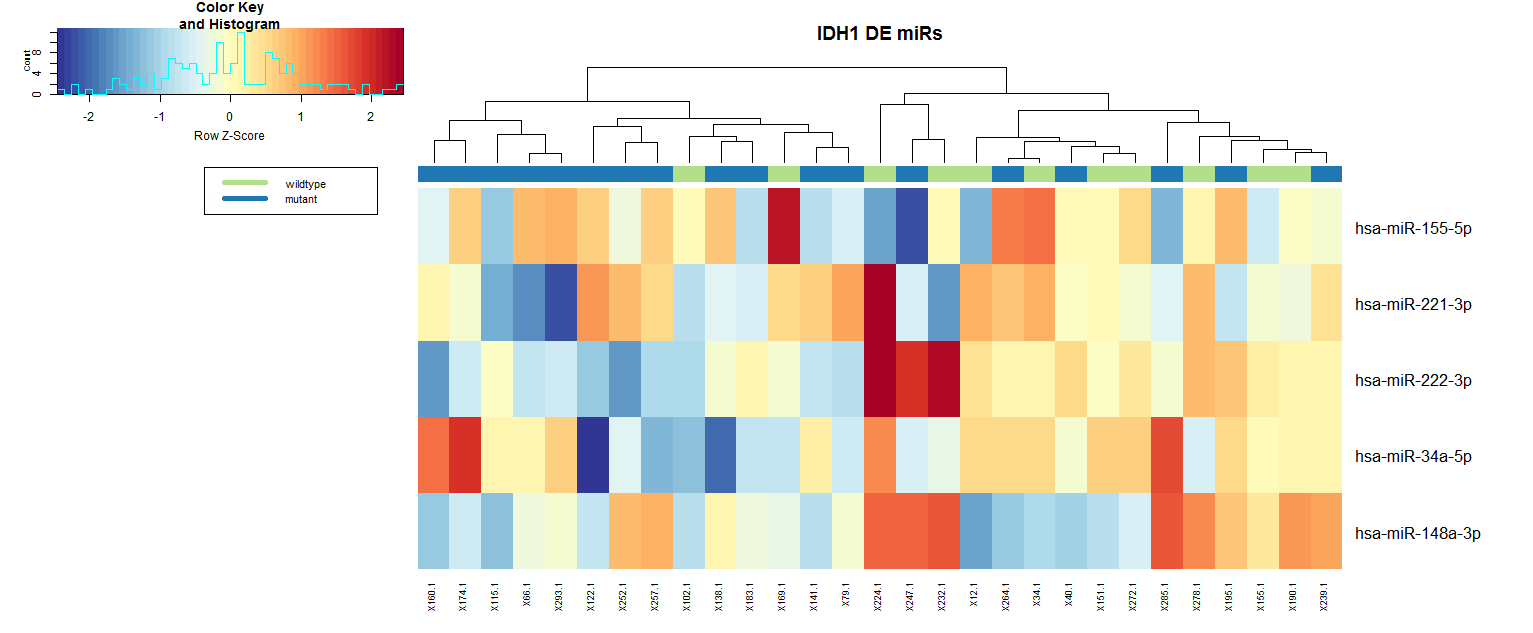 Color Key
and Histogram
Count
0 4 8
-2 -1 0 1 2
Row Z-Score
wildtype
mutant
IDH1 DE miRs
hsa-miR-155-5p
hsa-miR-221-3p
hsa-miR-222-3p
hsa-miR-34a-5p
hsa-miR-148a-3p
X160.1 X174.1 X115.1 X66.1 X293.1 X122.1 X252.1 X257.1 X102.1 X138.1 X183.1 X169.1 X141.1 X79.1 X224.1 X247.1 X232.1 X12.1 X264.1 X34.1 X40.1 X151.1 X272.1 X285.1 X278.1 X195.1 X155.1 X190.1 X239.1